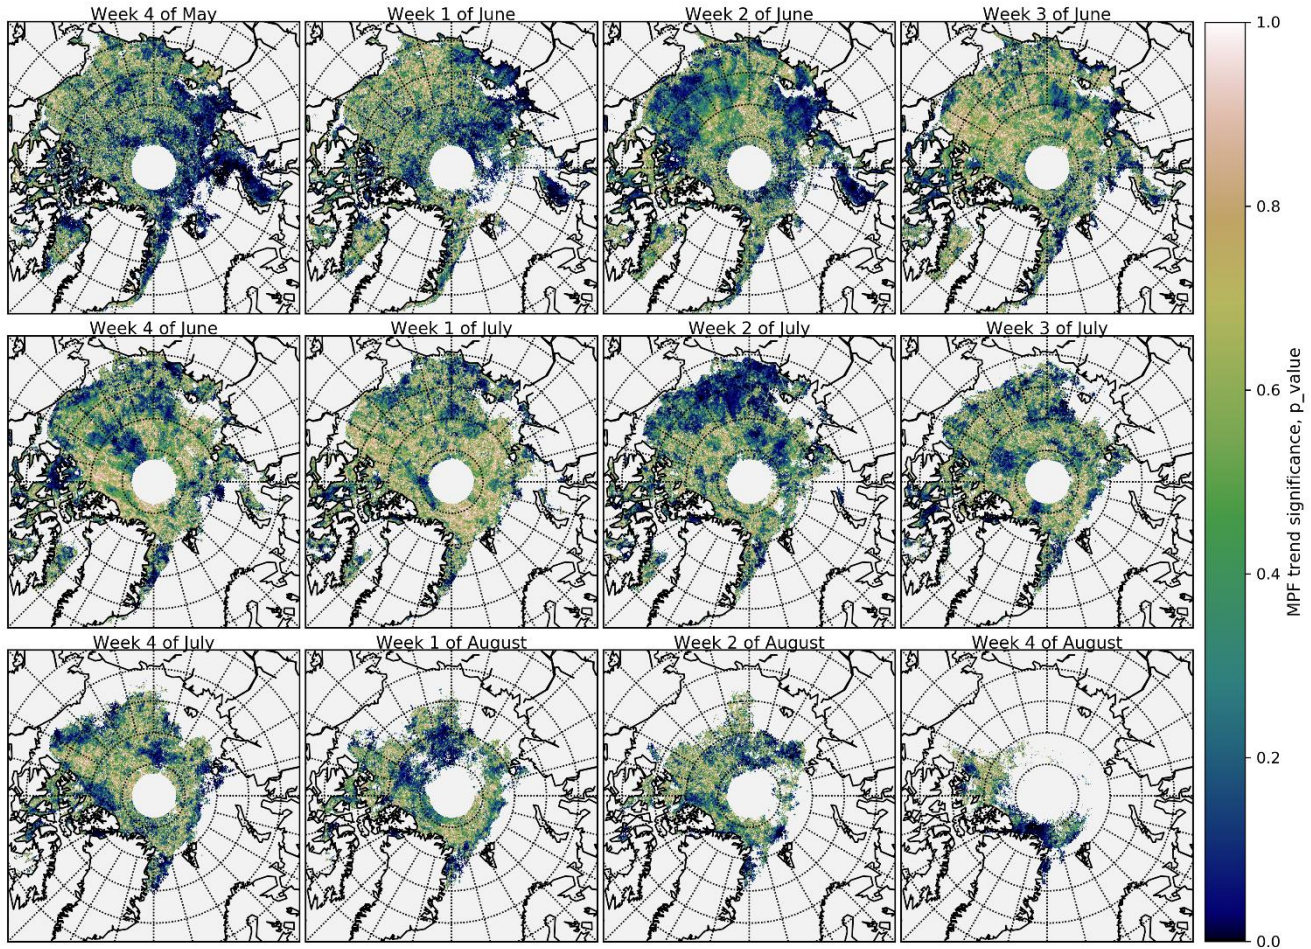 Week 4 of May
Week 1 of June
Week 2 of June
Week 3 of June
Week 4 of June
Week 1 of July
Week 2 of July
Week 3 of July
Week 4 of July
Week 1 of August
Week 2 of August
Week 4 of August
1.0
0.8
0.6
0.4
0.2
0.0
MPF trend significance, p_value